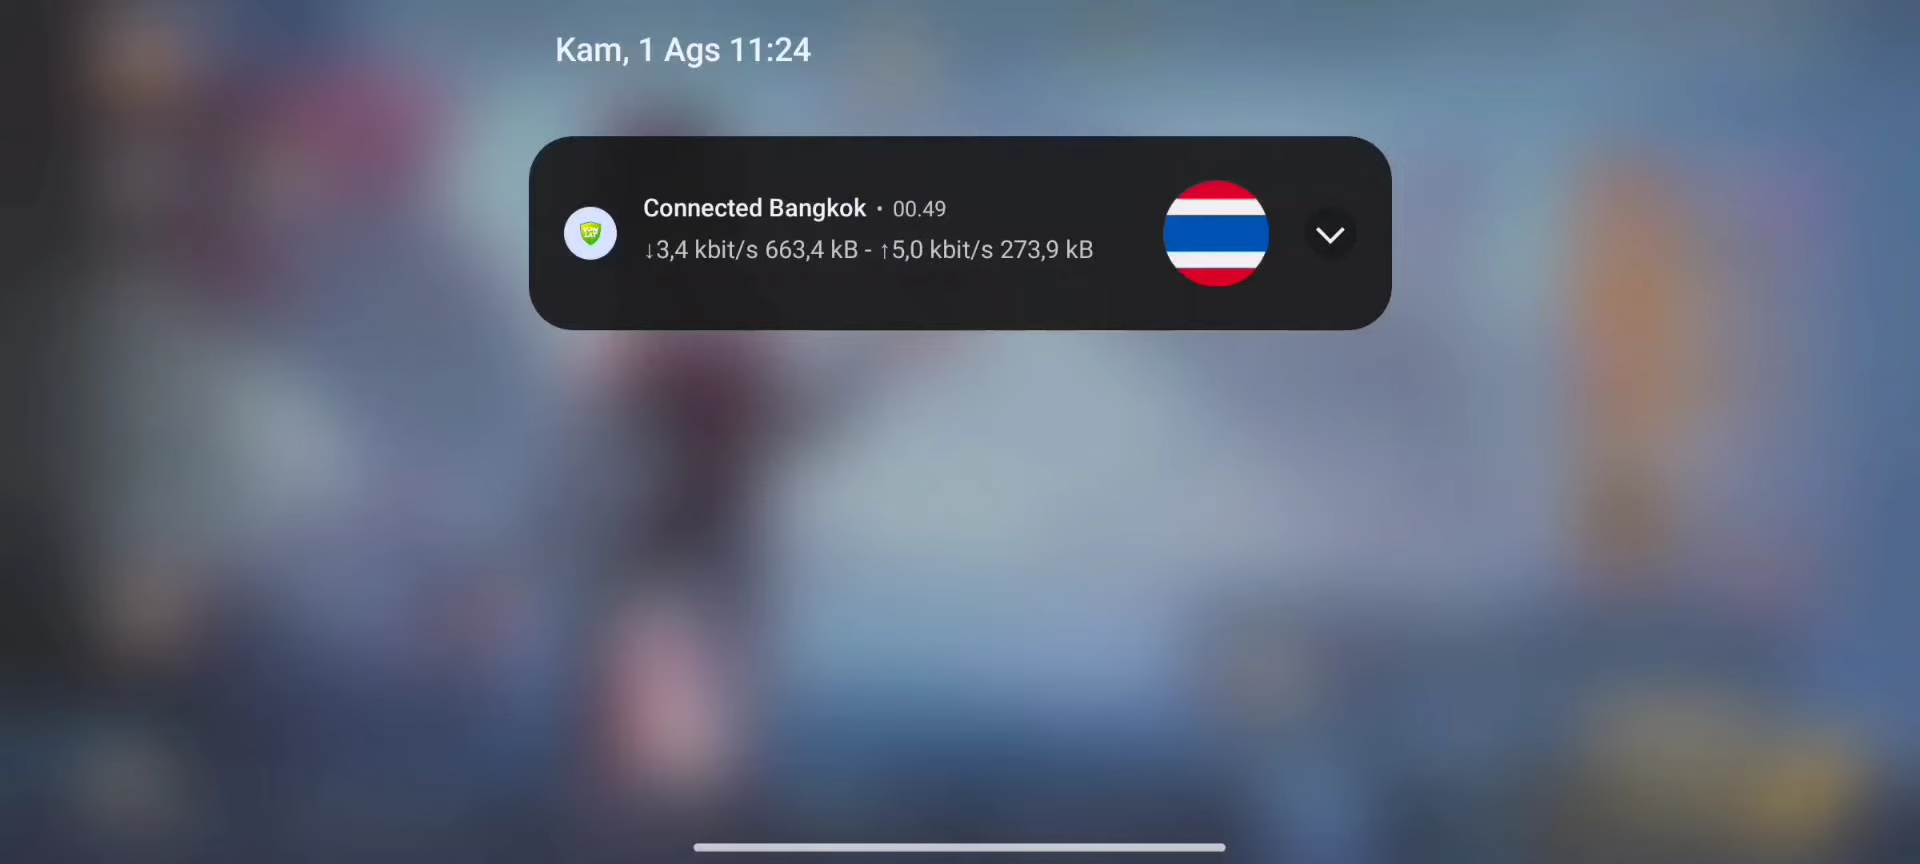 Kam, 1 Ags 11:24
Connected Bangkok • 00.49
↓3,4 kbit/s 663,4 kB - ↑5,0 kbit/s 273,9 kB